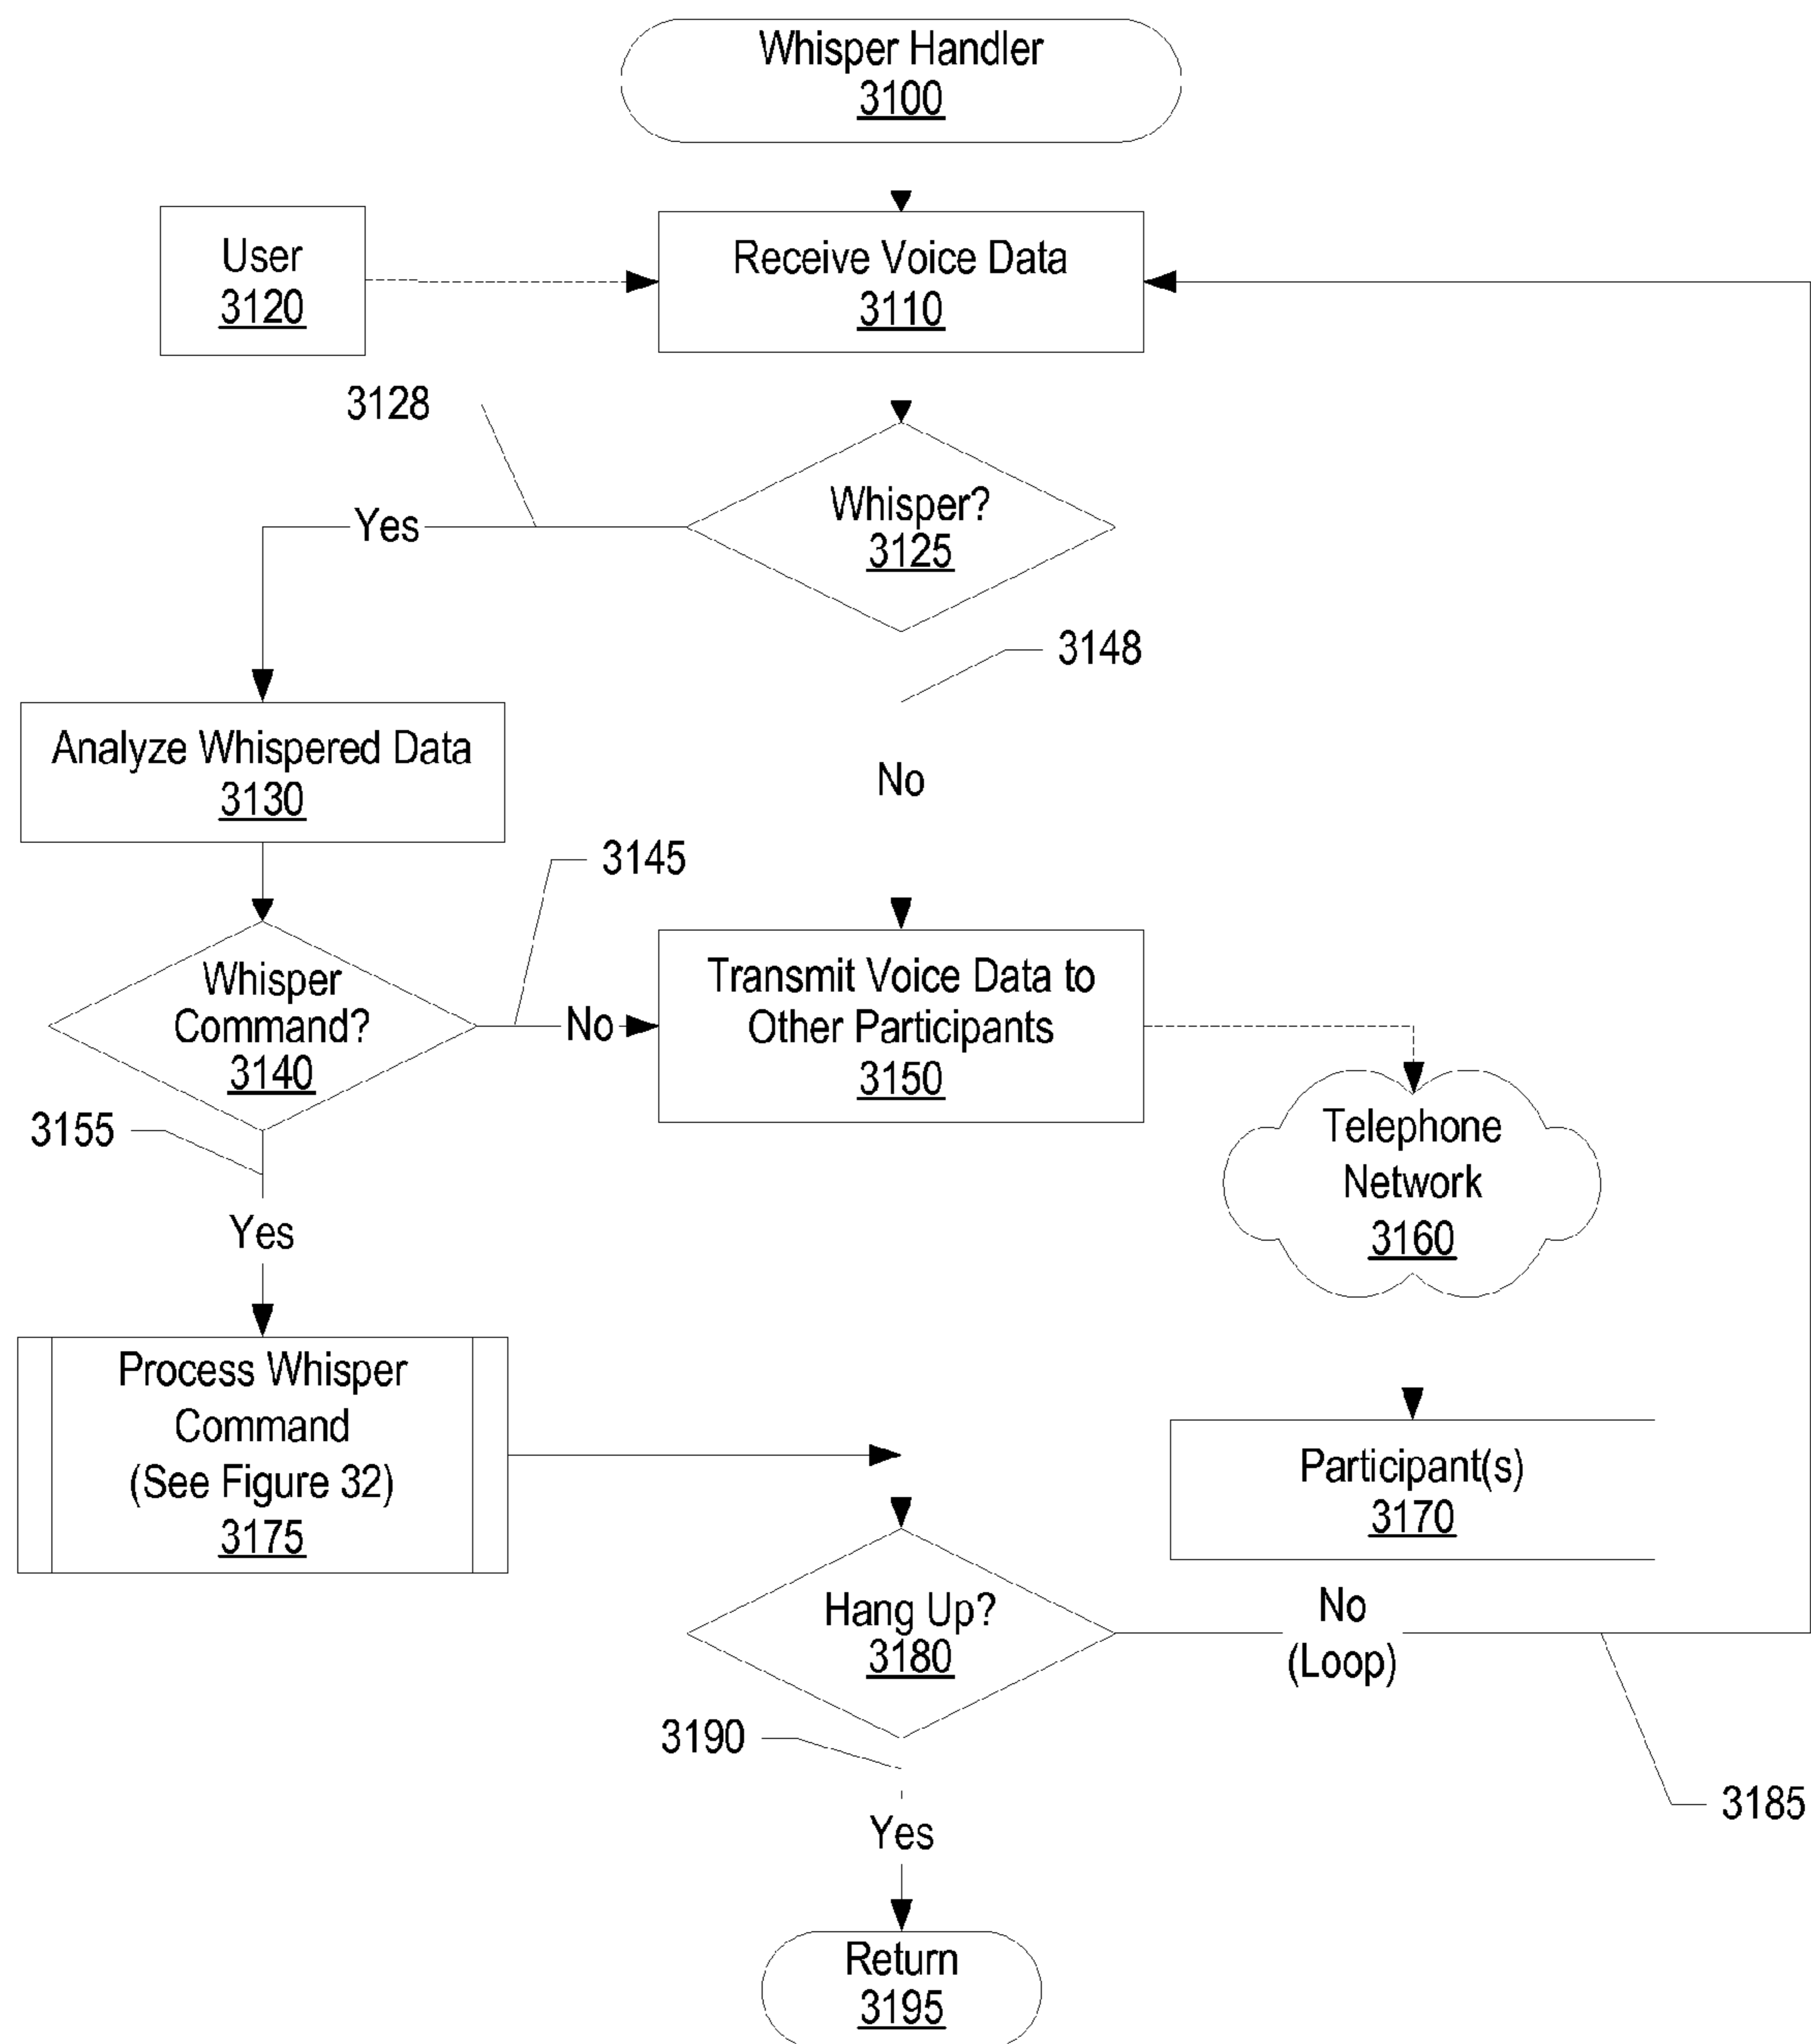 Whisper Handler
3100
User
3120
Receive Voice Data
3110
3128
Yes
Whisper?
3125
3148
No
Analyze Whispered Data
3130
3145
Whisper
Command?
3140
No
Transmit Voice Data to
Other Participants
3150
3155
Yes
Telephone
Network
3160
Process Whisper
Command
(See Figure 32)
3175
Participant(s)
3170
Hang Up?
3180
No
(Loop)
3190
3185
Yes
Return
3195